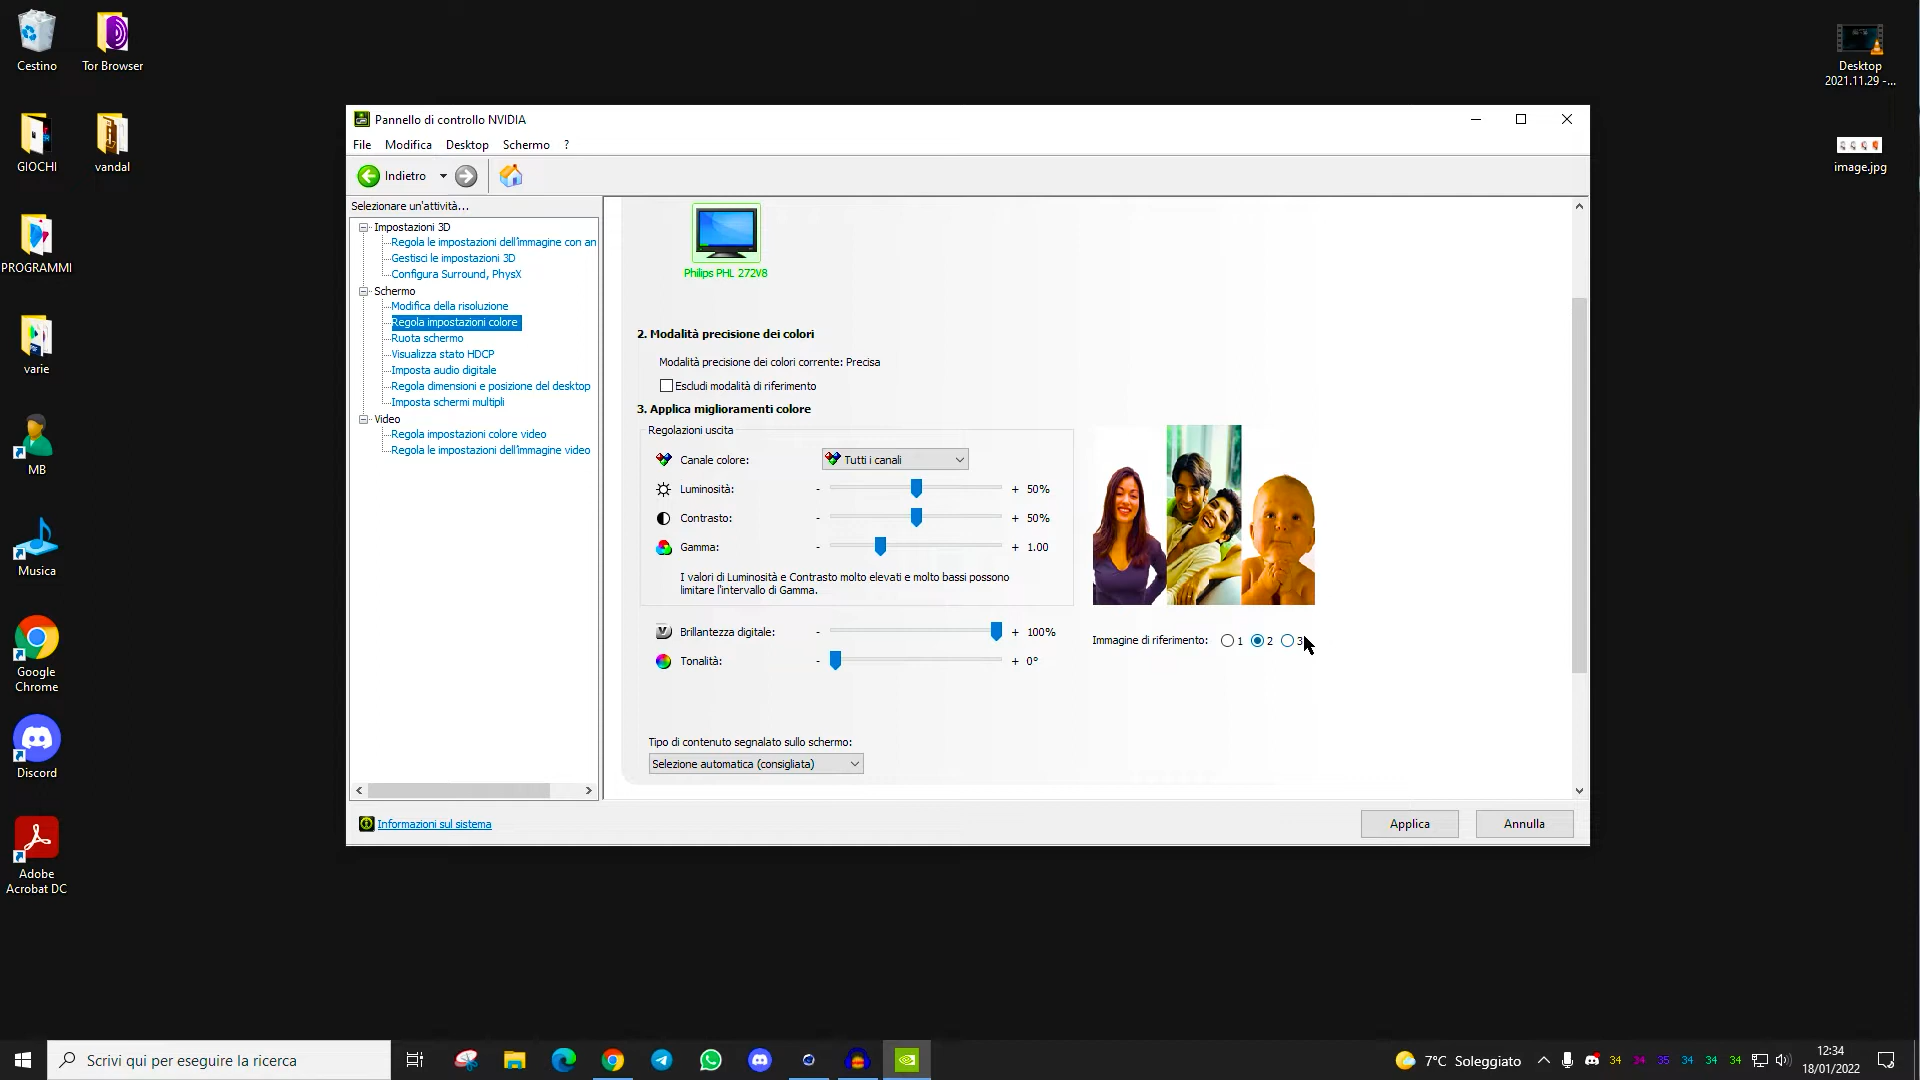 Cestino
Tor Browser
GIOCHI
vandal
PROGRAMMI
varie
MB
Musica
Google
Chrome
Discord
Adobe
Acrobat DC
Desktop
2021.11.29 -...
image.jpg
Pannello di controllo NVIDIA
File Modifica Desktop Schermo ?
Indietro
Selezionare un'attività...
Impostazioni 3D
Regola le impostazioni dell'immagine con an
Gestisci le impostazioni 3D
Configura Surround, PhysX
Schermo
Modifica della risoluzione
Regola impostazioni colore
Ruota schermo
Visualizza stato HDCP
Imposta audio digitale
Regola dimensioni e posizione del desktop
Imposta schermi multipli
Video
Regola impostazioni colore video
Regola le impostazioni dell'immagine video
Philips PHL 272V8
2. Modalità precisione dei colori
Modalità precisione dei colori corrente: Precisa
Escludi modalità di riferimento
3. Applica miglioramenti colore
Regolazioni uscita
Canale colore: Tutti i canali
Luminosità: - + 50%
Contrasto: - + 50%
Gamma: - + 1.00
I valori di Luminosità e Contrasto molto elevati e molto bassi possono
limitare l'intervallo di Gamma.
Brillantezza digitale: - + 100%
Tonalità: - + 0°
Immagine di riferimento: 1 2 3
Tipo di contenuto segnalato sullo schermo:
Selezione automatica (consigliata)
Informazioni sul sistema
Applica
Annulla
Scrivi qui per eseguire la ricerca
7°C Soleggiato
34 34 35 34 34 34
12:34
18/01/2022